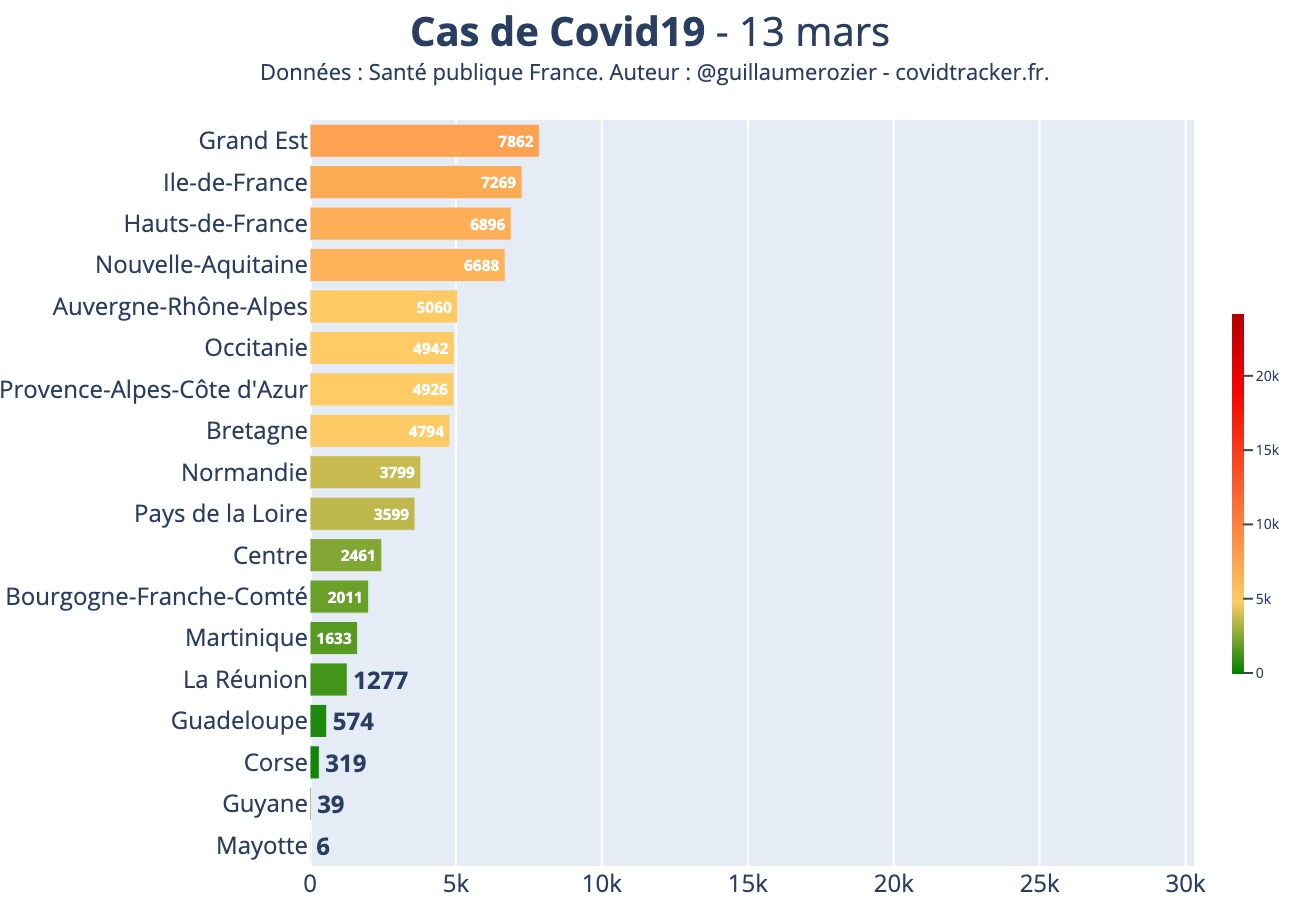 Cas de Covid19 - 13 mars
Données : Santé publique France. Auteur : @guillaumerozier - covidtracker.fr.
Grand Est 7862
Ile-de-France 7269
Hauts-de-France 6896
Nouvelle-Aquitaine 6688
Auvergne-Rhône-Alpes 5060
Occitanie 4942
Provence-Alpes-Côte d'Azur 4926
Bretagne 4794
Normandie 3799
Pays de la Loire 3599
Centre 2461
Bourgogne-Franche-Comté 2011
Martinique 1633
La Réunion 1277
Guadeloupe 574
Corse 319
Guyane 39
Mayotte 6
0 5k 10k 15k 20k 25k 30k
20k
15k
10k
5k
0